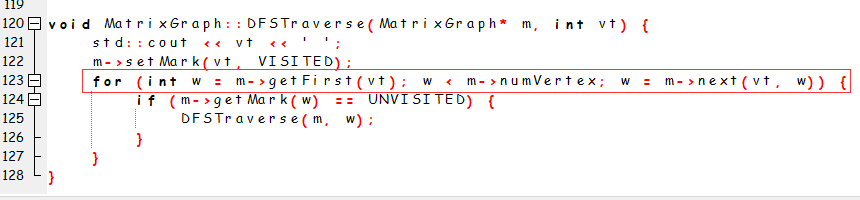 119
120 void MatrixGraph::DFSTraverse(MatrixGraph* m, int vt) {
121 std::cout << vt << ' ';
122 m->setMark(vt, VISITED);
123 for (int w = m->getFirst(vt); w < m->numVertex; w = m->next(vt, w)) {
124 if (m->getMark(w) == UNVISITED) {
125 DFSTraverse(m, w);
126 }
127 }
128 }